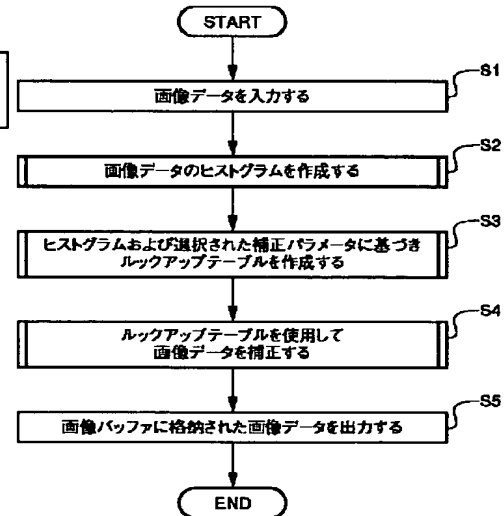 START
画像データを入力する
S1
画像データのヒストグラムを作成する
S2
ヒストグラムおよび選択された補正パラメータに基づき
ルックアップテーブルを作成する
S3
ルックアップテーブルを使用して
画像データを補正する
S4
画像バッファに格納された画像データを出力する
S5
END